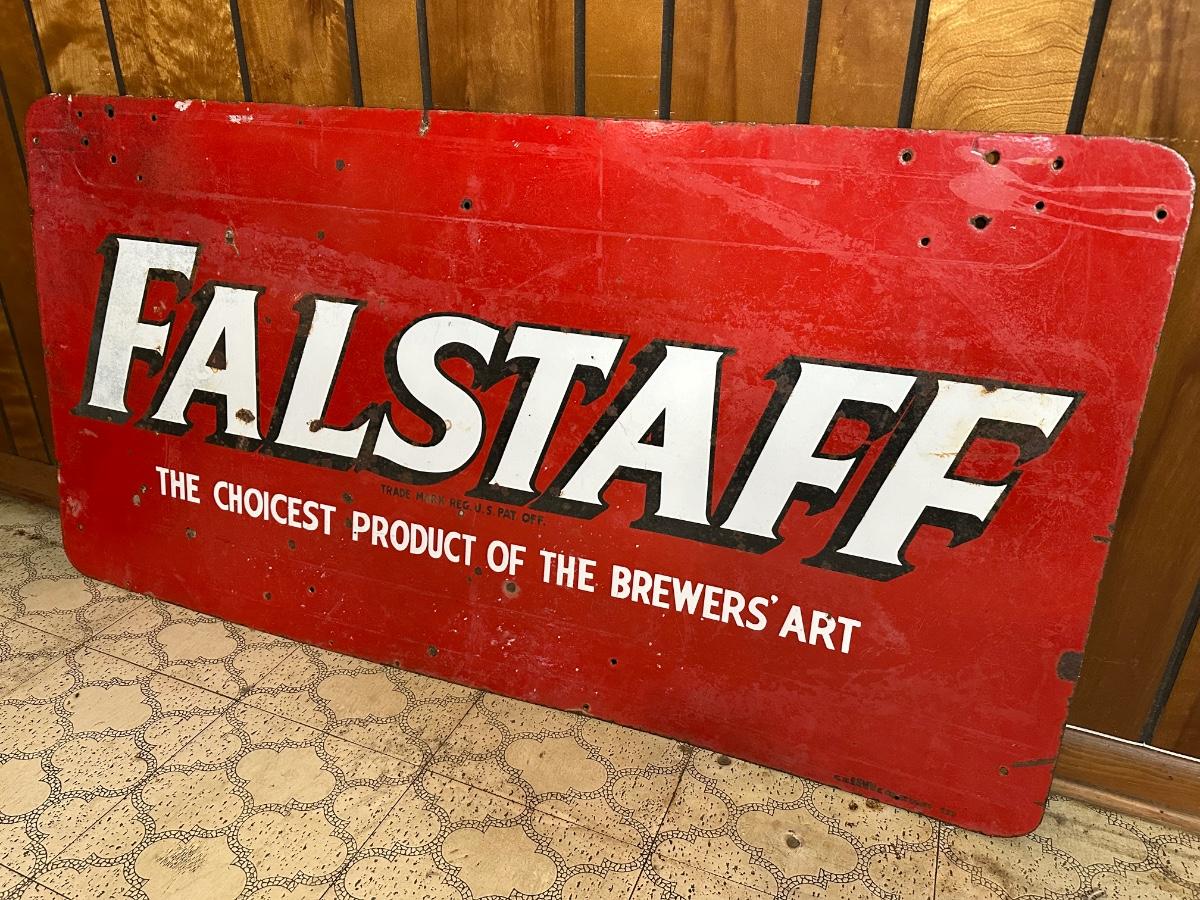 FALSTAFF
TRADE MARK REG. U.S. PAT. OFF.
THE CHOICEST PRODUCT OF THE BREWERS' ART